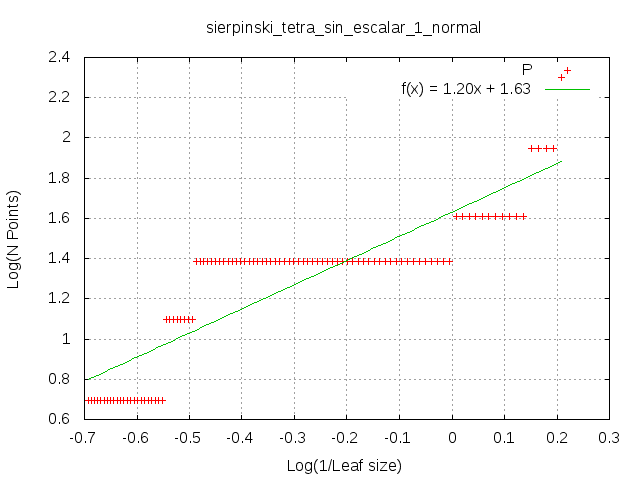 sierpinski_tetra_sin_escalar_1_normal
P
f(x) = 1.20x + 1.63
Log(N Points)
2.4
2.2
2
1.8
1.6
1.4
1.2
1
0.8
0.6
-0.7 -0.6 -0.5 -0.4 -0.3 -0.2 -0.1 0 0.1 0.2 0.3
Log(1/Leaf size)